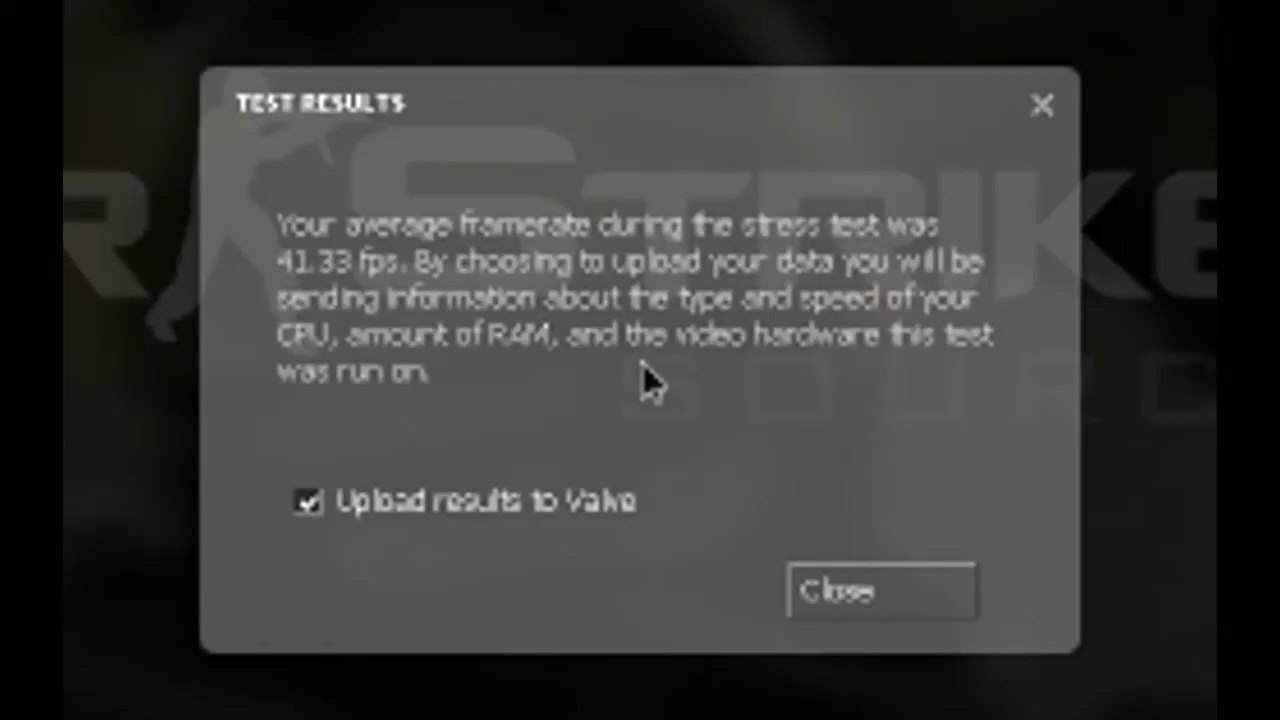 TEST RESULTS
R STRIKE
Your average framerate during the stress test was
41.33 fps. By choosing to upload your data you will be
sending information about the type and speed of your
CPU, amount of RAM, and the video hardware this test
was run on.
SOURC
Upload results to Valve
Close